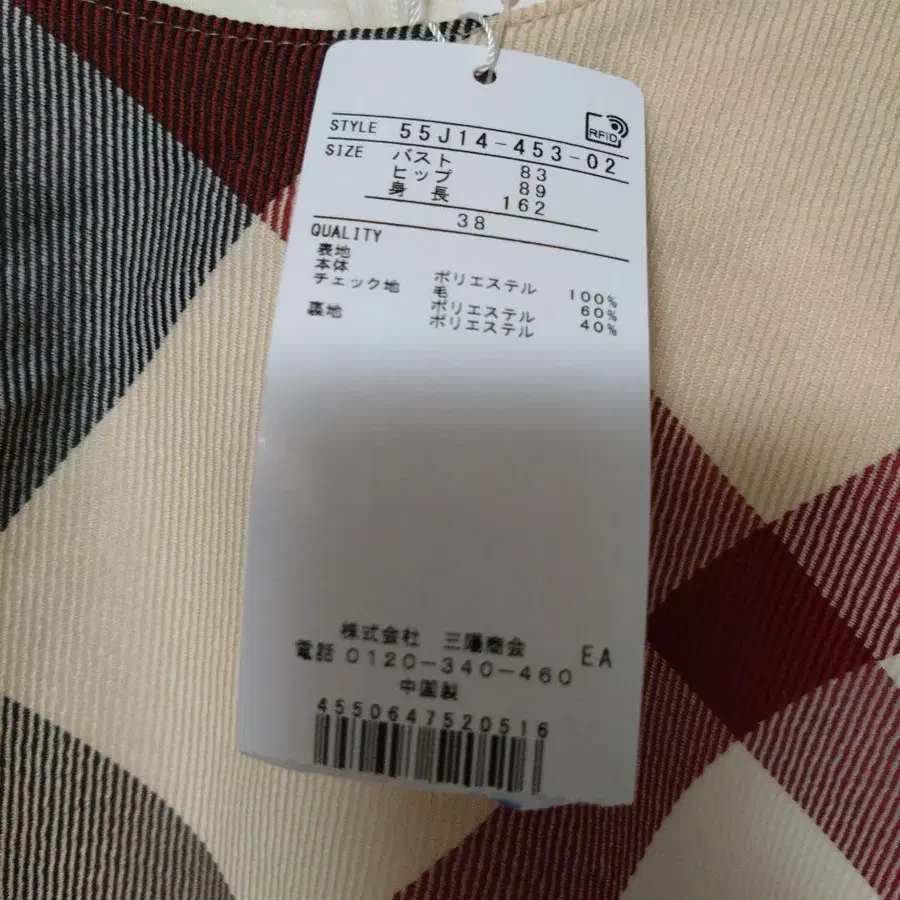 RFID
STYLE 55J14-453-02
SIZE バスト 83
ヒップ 89
身 長 162
38
QUALITY
表地
本体 ポリエステル 100%
チェック地 毛 60%
ポリエステル 40%
裏地 ポリエステル
株式会社 三陽商会 EA
電話 0120-340-460
中国製
4550647520516